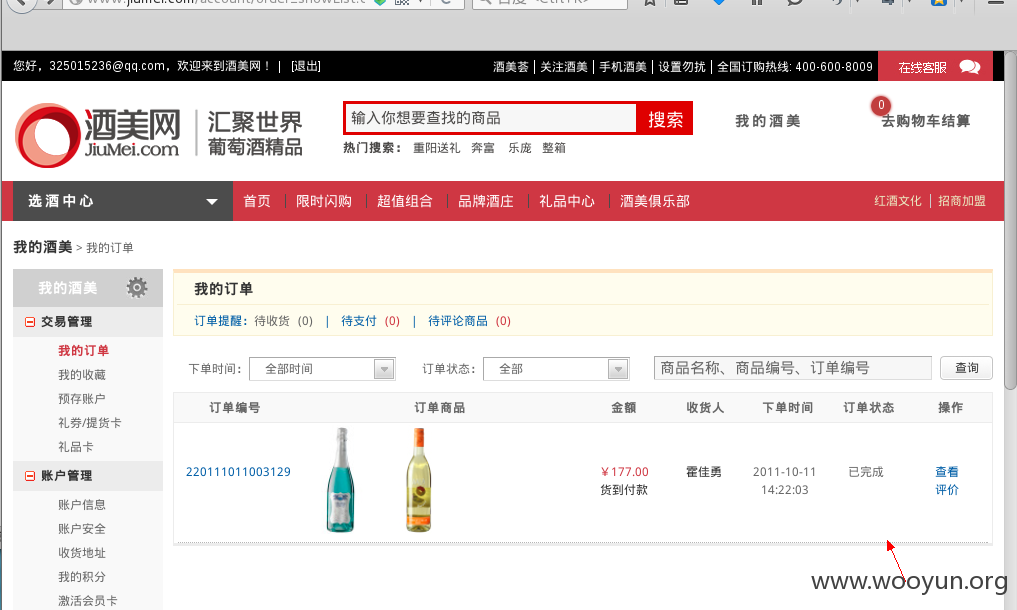 www.jiumei.com/account/order_showList.c
您好，325015236@qq.com，欢迎来到酒美网！ | [退出]
酒美荟 | 关注酒美 | 手机酒美 | 设置勿扰 | 全国订购热线: 400-600-8009
在线客服
酒美网
JiuMei.com
汇聚世界
葡萄酒精品
输入你想要查找的商品
搜索
热门搜索： 重阳送礼 奔富 乐庞 整箱
我的酒美
0
去购物车结算
选酒中心
首页 限时闪购 超值组合 品牌酒庄 礼品中心 酒美俱乐部
红酒文化 | 招商加盟
我的酒美 > 我的订单
我的酒美
交易管理
我的订单
我的收藏
预存账户
礼券/提货卡
礼品卡
账户管理
账户信息
账户安全
收货地址
我的积分
激活会员卡
我的订单
订单提醒：待收货 (0) | 待支付 (0) | 待评论商品 (0)
下单时间： 全部时间
订单状态： 全部
商品名称、商品编号、订单编号
查询
订单编号 订单商品 金额 收货人 下单时间 订单状态 操作
220111011003129
￥177.00
货到付款
霍佳勇
2011-10-11
14:22:03
已完成
查看
评价
www.wooyun.org